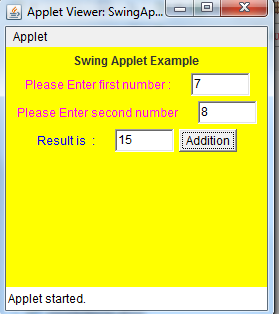 Applet Viewer: SwingAp...
Applet
Swing Applet Example
Please Enter first number : 7
Please Enter second number 8
Result is : 15 Addition
Applet started.